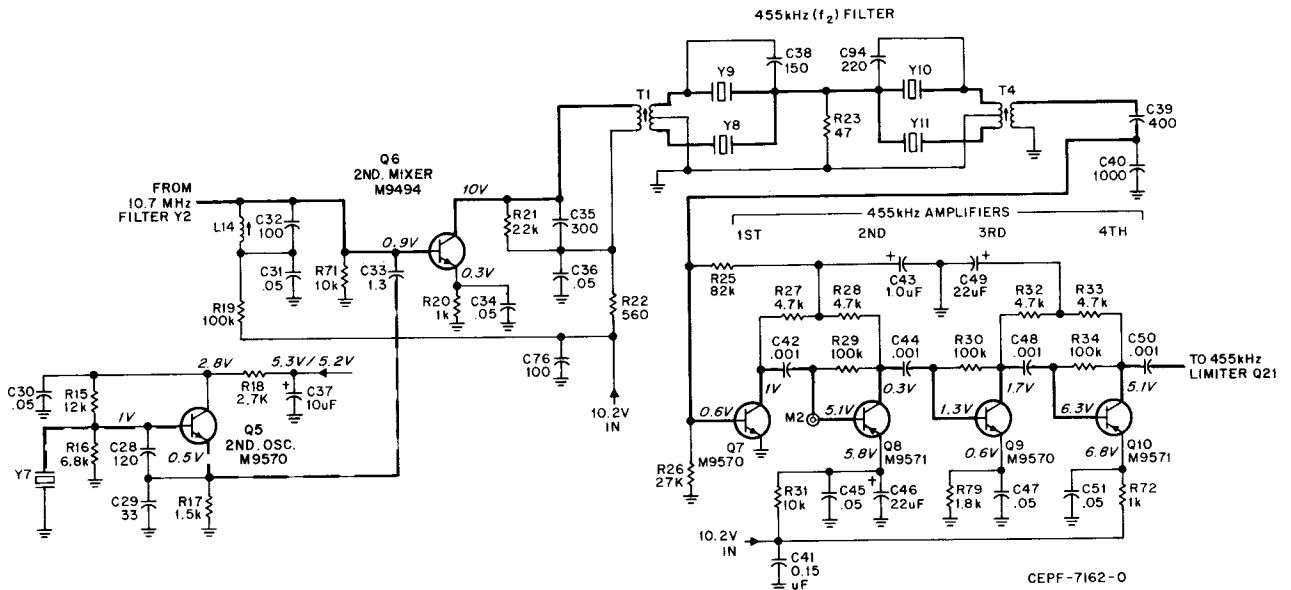 455kHz (f2) FILTER
C38
150
C94
220
Y9
Y10
T1
T4
Y8
R23
47
Y11
C39
400
C40
1000
Q6
2ND. MIXER
M9494
FROM
10.7 MHz
FILTER Y2
L14
C32
100
C31
.05
R71
10k
0.9V
C33
1.3
10V
0.3V
R20
1k
C34
.05
R21
22k
C35
300
C36
.05
R22
560
R19
100k
C76
100
10.2V
IN
2.8V
5.3V/5.2V
R18
2.7K
C37
10uF
C30
.05
R15
12k
1V
Q5
2ND. OSC.
M9570
R16
6.8k
C28
120
0.5V
Y7
C29
33
R17
1.5k
455kHz AMPLIFIERS
1ST
2ND
3RD
4TH
R25
82k
C43
1.0uF
C49
22uF
R27
4.7k
R28
4.7k
R32
4.7k
R33
4.7k
C42
.001
R29
100k
C44
.001
R30
100k
C48
.001
R34
100k
C50
.001
TO 455kHz
LIMITER Q21
1V
0.3V
1.7V
5.1V
0.6V
M2
5.1V
1.3V
6.3V
Q7
M9570
Q8
M9571
Q9
M9570
Q10
M9571
5.8V
0.6V
6.8V
R26
27K
R31
10k
C45
.05
C46
22uF
R79
1.8k
C47
.05
C51
.05
R72
1k
10.2V
IN
C41
0.15
uF
CEPF-7162-0